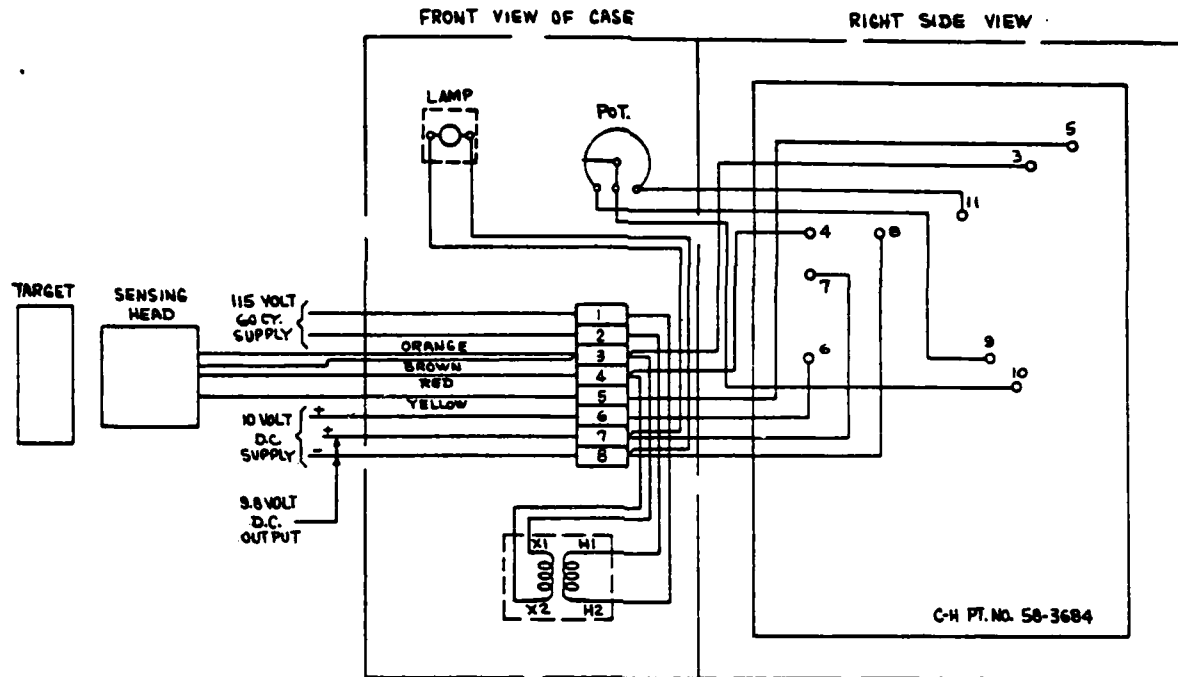 FRONT VIEW OF CASE
RIGHT SIDE VIEW
LAMP
POT.
5
3
11
4
8
7
6
9
10
TARGET
SENSING
HEAD
115 VOLT
60 CY.
SUPPLY
1
2
3
4
5
6
7
8
ORANGE
BROWN
RED
YELLOW
+
10 VOLT
+
D.C.
SUPPLY
-
9.8 VOLT
D.C.
OUTPUT
X1
H1
X2
H2
C-H PT. NO. 58-3684